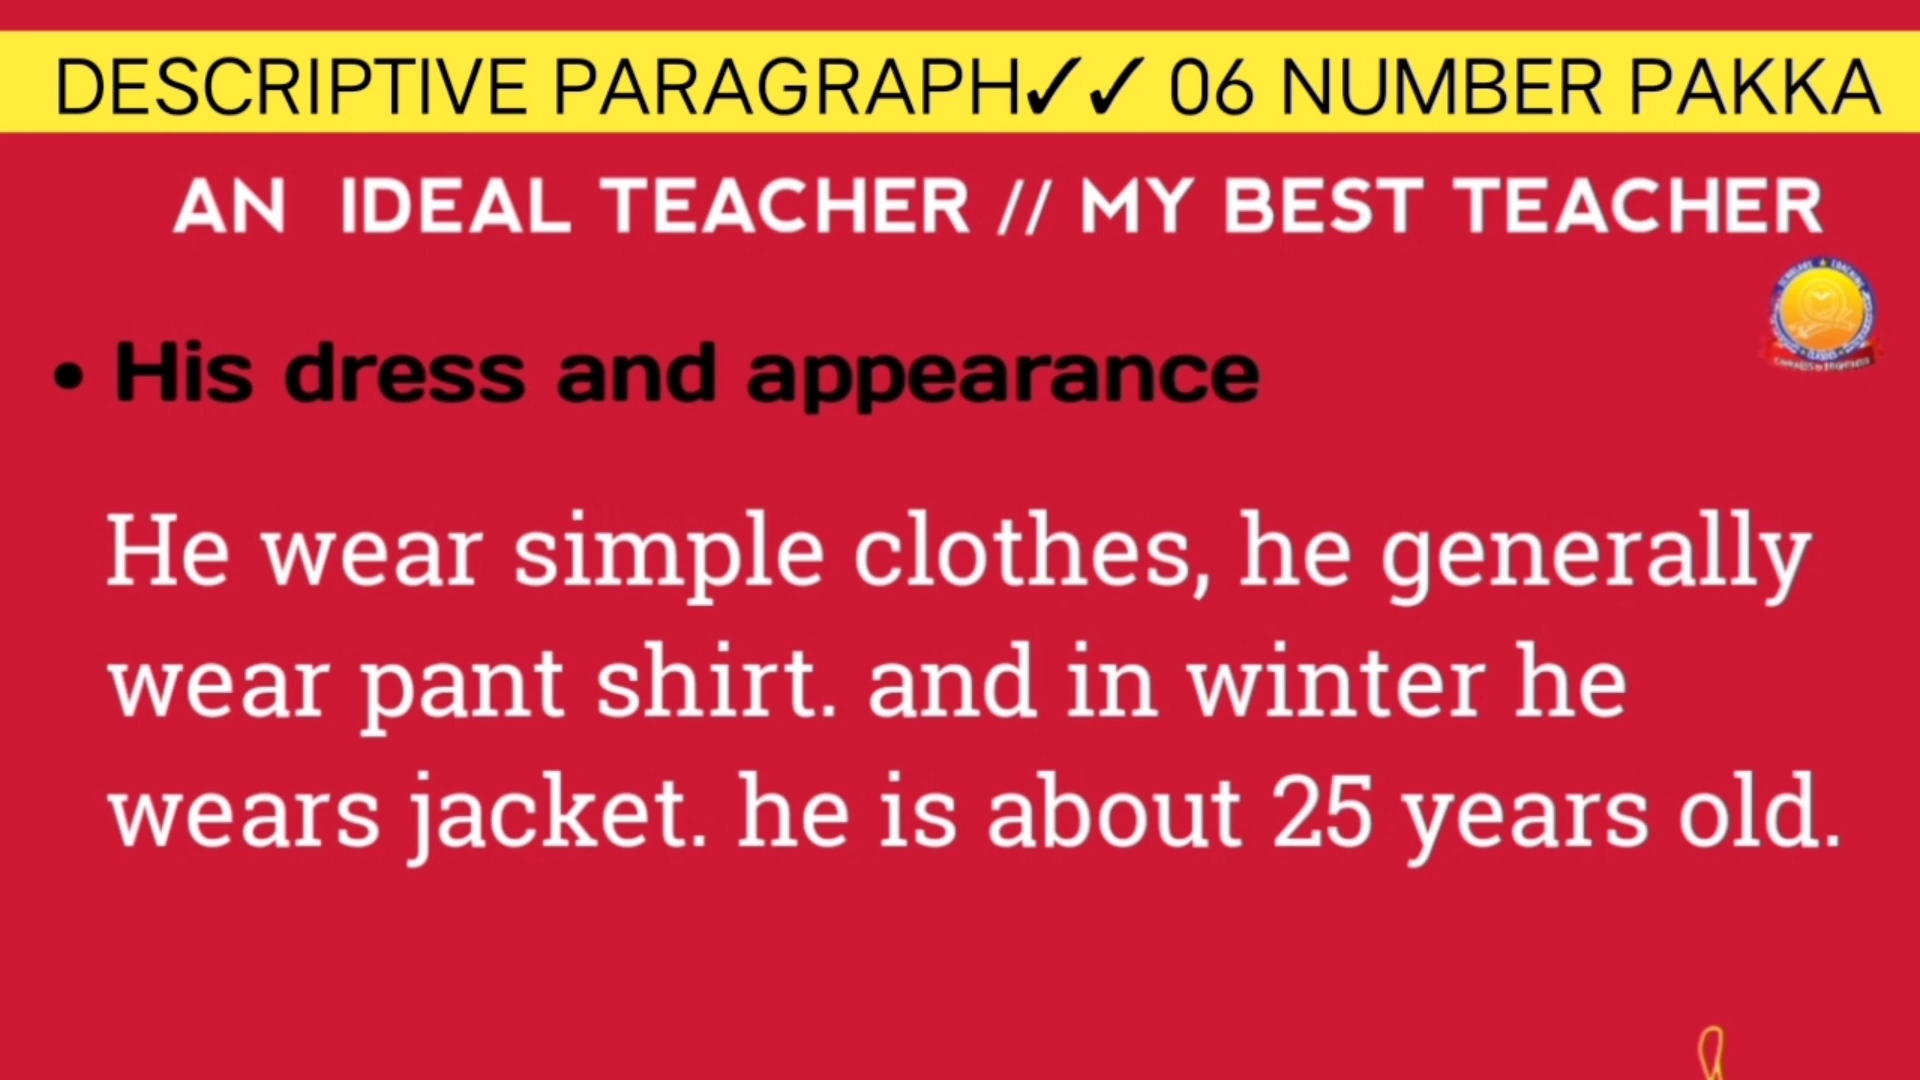 DESCRIPTIVE PARAGRAPH✓✓ 06 NUMBER PAKKA
AN IDEAL TEACHER // MY BEST TEACHER
• His dress and appearance
He wear simple clothes, he generally
wear pant shirt. and in winter he
wears jacket. he is about 25 years old.